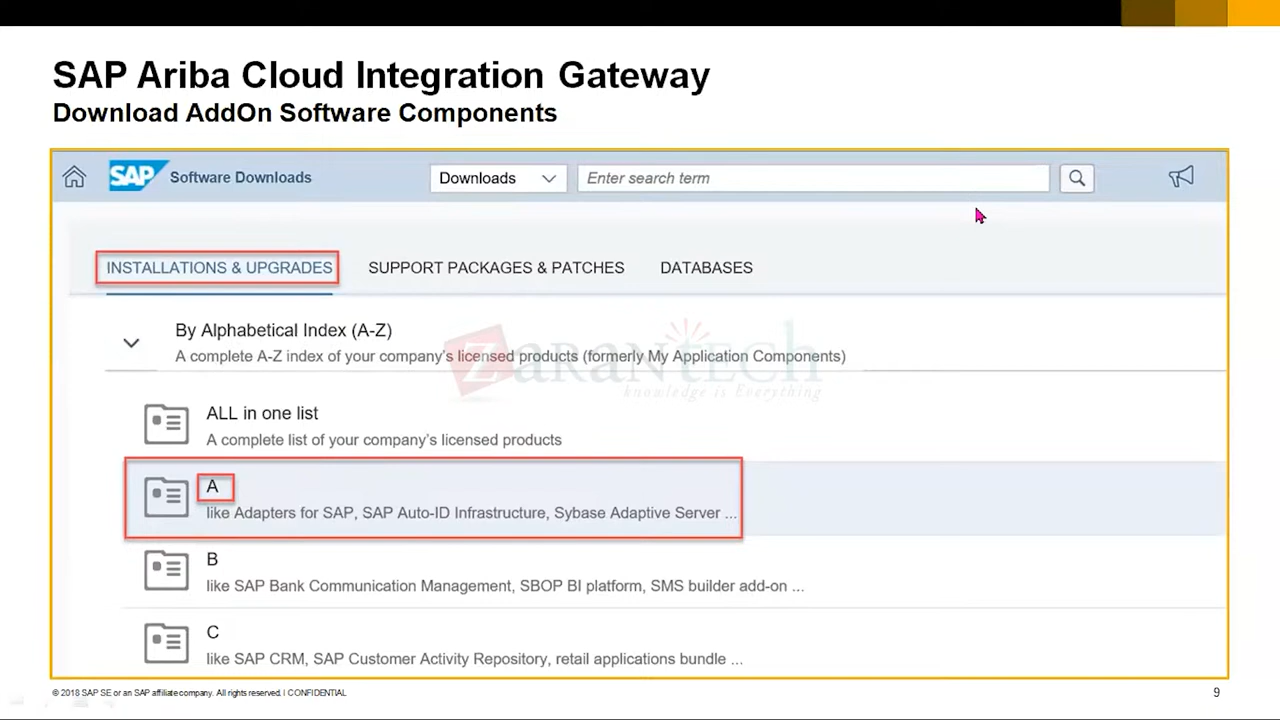 SAP Ariba Cloud Integration Gateway
Download AddOn Software Components
SAP Software Downloads Downloads Enter search term
INSTALLATIONS & UPGRADES SUPPORT PACKAGES & PATCHES DATABASES
By Alphabetical Index (A-Z)
A complete A-Z index of your company's licensed products (formerly My Application Components)
ZaranTech
knowledge is Everything
ALL in one list
A complete list of your company's licensed products
A
like Adapters for SAP, SAP Auto-ID Infrastructure, Sybase Adaptive Server ...
B
like SAP Bank Communication Management, SBOP BI platform, SMS builder add-on ...
C
like SAP CRM, SAP Customer Activity Repository, retail applications bundle ...
© 2018 SAP SE or an SAP affiliate company. All rights reserved. I CONFIDENTIAL 9